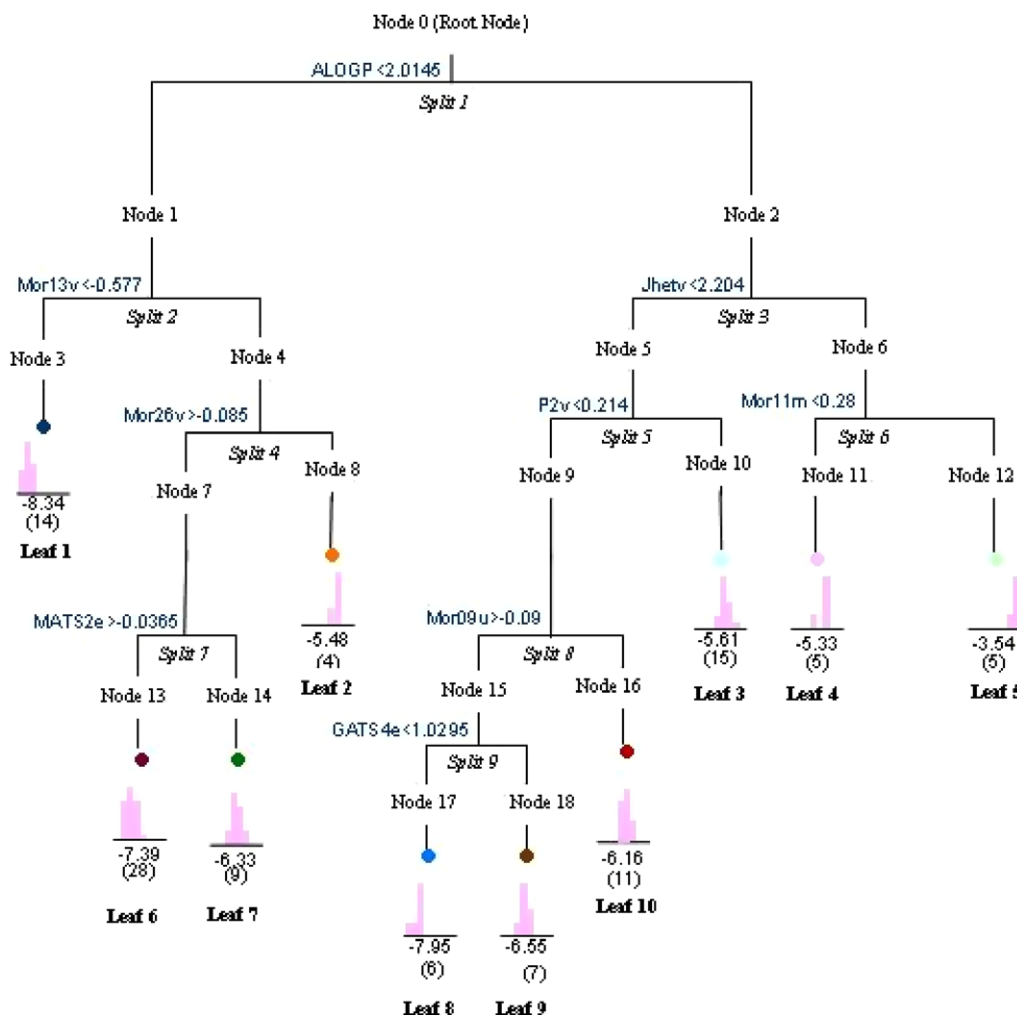 Node 0 (Root Node)
ALOGP<2.0145
Split 1
Node 1
Node 2
Mor13v<-0.577
Split 2
Jhetv<2.204
Split 3
Node 3
Node 4
Node 5
Node 6
Mor26v>-0.085
Split 4
P2v<0.214
Split 5
Mor11m<0.28
Split 6
Node 7
Node 8
Node 9
Node 10
Node 11
Node 12
-8.34
(14)
Leaf 1
MATS2e>-0.0365
Split 7
-5.48
(4)
Leaf 2
Mor09u>-0.09
Split 8
-5.61
(15)
Leaf 3
-5.33
(5)
Leaf 4
-3.54
(5)
Leaf 5
Node 13
Node 14
Node 15
Node 16
GATS4e<1.0295
Split 9
Node 17
Node 18
-7.39
(28)
Leaf 6
-6.33
(9)
Leaf 7
-7.95
(6)
Leaf 8
-6.55
(7)
Leaf 9
-6.16
(11)
Leaf 10